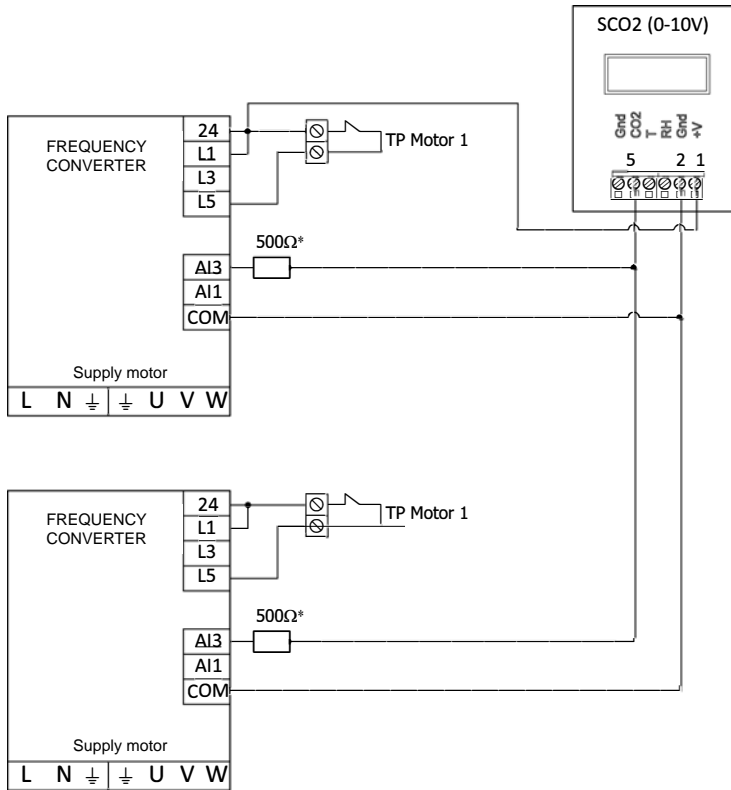 SCO2 (0-10V)
Gnd
CO2
T
RH
Gnd
+V
5 2 1
FREQUENCY
CONVERTER
24
L1
L3
L5
TP Motor 1
500Ω*
AI3
AI1
COM
Supply motor
L N ⏚ ⏚ U V W
FREQUENCY
CONVERTER
24
L1
L3
L5
TP Motor 1
500Ω*
AI3
AI1
COM
Supply motor
L N ⏚ ⏚ U V W